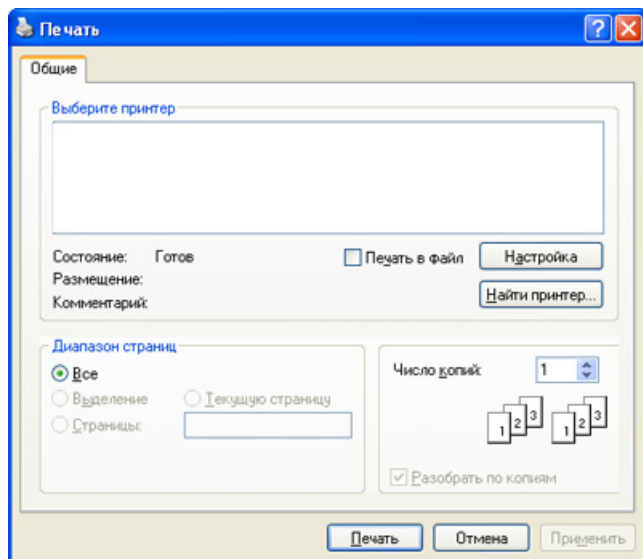 Печать
Общие
Выберите принтер
Состояние: Готов
Печать в файл
Настройка
Размещение:
Комментарий:
Найти принтер...
Диапазон страниц
Все
Выделение
Текущую страницу
Страницы:
Число копий:
1
1 2 3 1 2 3
Разобрать по копиям
Печать
Отмена
Применить